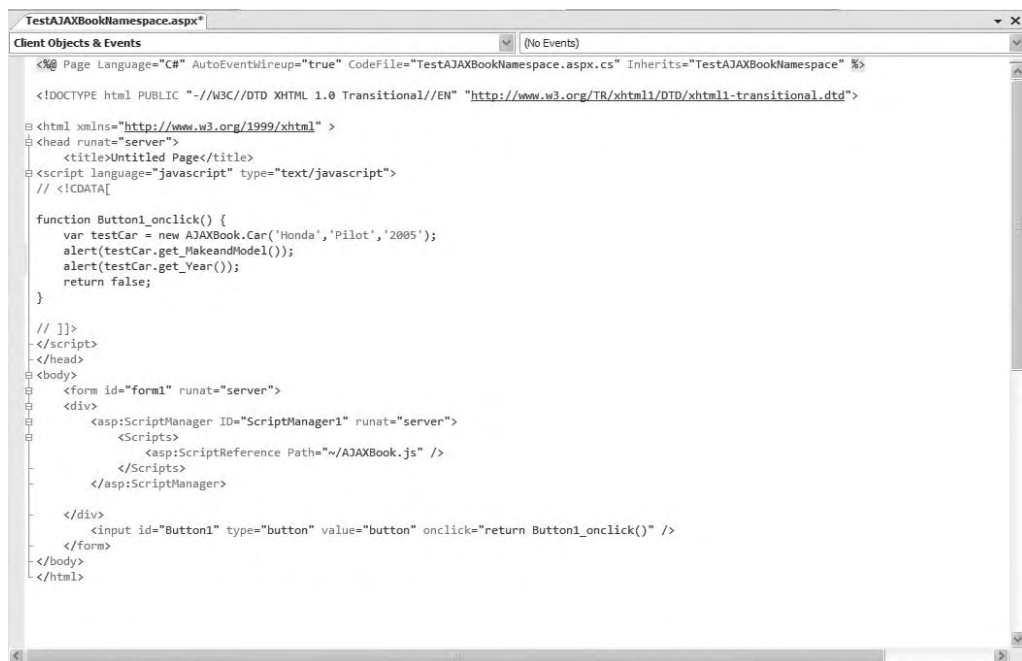 TestAJAXBookNamespace.aspx*
Client Objects & Events (No Events)
<%@ Page Language="C#" AutoEventWireup="true" CodeFile="TestAJAXBookNamespace.aspx.cs" Inherits="TestAJAXBookNamespace" %>
<!DOCTYPE html PUBLIC "-//W3C//DTD XHTML 1.0 Transitional//EN" "http://www.w3.org/TR/xhtml1/DTD/xhtml1-transitional.dtd">
<html xmlns="http://www.w3.org/1999/xhtml" >
<head runat="server">
    <title>Untitled Page</title>
<script language="javascript" type="text/javascript">
// <!CDATA[
function Button1_onclick() {
    var testCar = new AJAXBook.Car('Honda','Pilot','2005');
    alert(testCar.get_MakeandModel());
    alert(testCar.get_Year());
    return false;
}
// ]]>
</script>
</head>
<body>
    <form id="form1" runat="server">
    <div>
        <asp:ScriptManager ID="ScriptManager1" runat="server">
            <Scripts>
                <asp:ScriptReference Path="~/AJAXBook.js" />
            </Scripts>
        </asp:ScriptManager>
    </div>
        <input id="Button1" type="button" value="button" onclick="return Button1_onclick()" />
    </form>
</body>
</html>